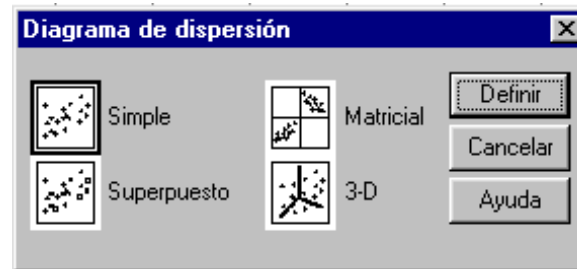 Diagrama de dispersión
Simple
Matricial
Definir
Cancelar
Superpuesto
3-D
Ayuda